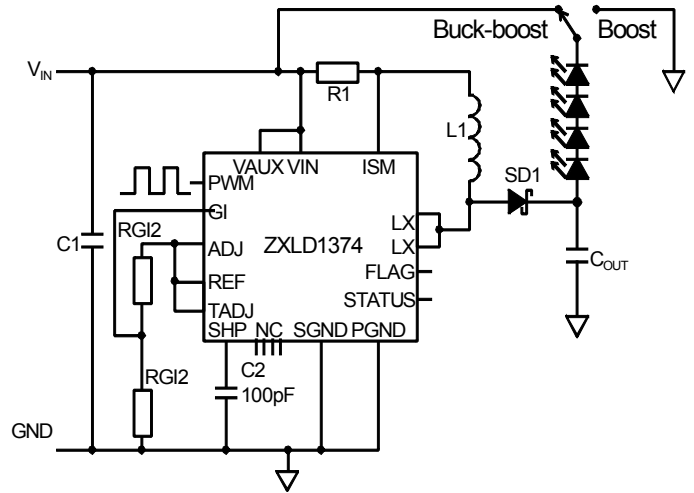 Buck-boost
Boost
VIN
R1
L1
VAUX
VIN
ISM
SD1
PWM
GI
RGI2
LX
C1
ADJ
ZXLD1374
LX
COUT
REF
FLAG
TADJ
STATUS
SHP
NC
SGND
PGND
RGI2
C2
100pF
GND